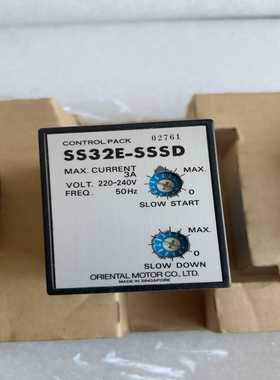 CONTROL PACK 02761
SS32E-SSSD
MAX. CURRENT
3A
MAX.
VOLT. 220-240V
FREQ. 50Hz
0
SLOW START
MAX.
0
SLOW DOWN
ORIENTAL MOTOR CO., LTD.
MADE IN SINGAPORE